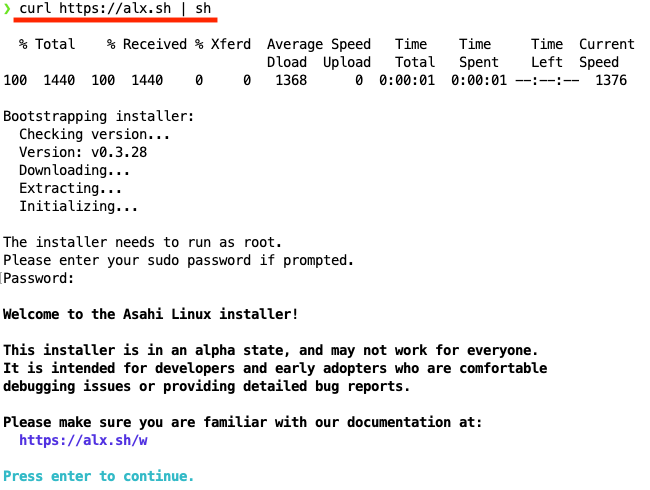 ❯ curl https://alx.sh | sh
% Total % Received % Xferd Average Speed Time Time Time Current
Dload Upload Total Spent Left Speed
100 1440 100 1440 0 0 1368 0 0:00:01 0:00:01 --:--:-- 1376
Bootstrapping installer:
Checking version...
Version: v0.3.28
Downloading...
Extracting...
Initializing...
The installer needs to run as root.
Please enter your sudo password if prompted.
Password:
Welcome to the Asahi Linux installer!
This installer is in an alpha state, and may not work for everyone.
It is intended for developers and early adopters who are comfortable
debugging issues or providing detailed bug reports.
Please make sure you are familiar with our documentation at:
https://alx.sh/w
Press enter to continue.